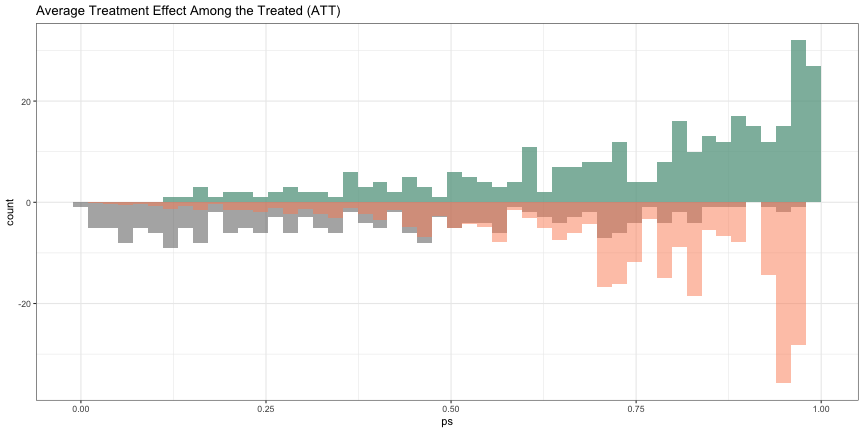 Average Treatment Effect Among the Treated (ATT)
20
0
-20
count
0.00 0.25 0.50 0.75 1.00
ps